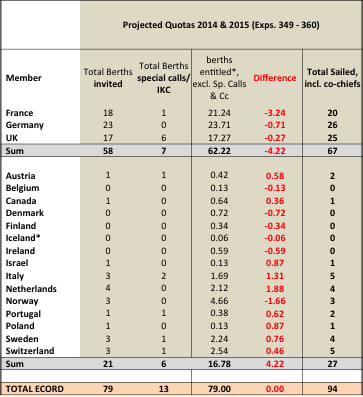 Projected Quotas 2014 & 2015 (Exps. 349 - 360)
Member Total Berths invited Total Berths special calls/ IKC berths entitled*, excl. Sp. Calls & Cc Difference Total Sailed, incl. co-chiefs
France 18 1 21.24 -3.24 20
Germany 23 0 23.71 -0.71 26
UK 17 6 17.27 -0.27 25
Sum 58 7 62.22 -4.22 67
Austria 1 1 0.42 0.58 2
Belgium 0 0 0.13 -0.13 0
Canada 1 0 0.64 0.36 1
Denmark 0 0 0.72 -0.72 0
Finland 0 0 0.34 -0.34 0
Iceland* 0 0 0.06 -0.06 0
Ireland 0 0 0.59 -0.59 0
Israel 1 0 0.13 0.87 1
Italy 3 2 1.69 1.31 5
Netherlands 4 0 2.12 1.88 4
Norway 3 0 4.66 -1.66 3
Portugal 1 1 0.38 0.62 2
Poland 1 0 0.13 0.87 1
Sweden 3 1 2.24 0.76 4
Switzerland 3 1 2.54 0.46 5
Sum 21 6 16.78 4.22 27
TOTAL ECORD 79 13 79.00 0.00 94